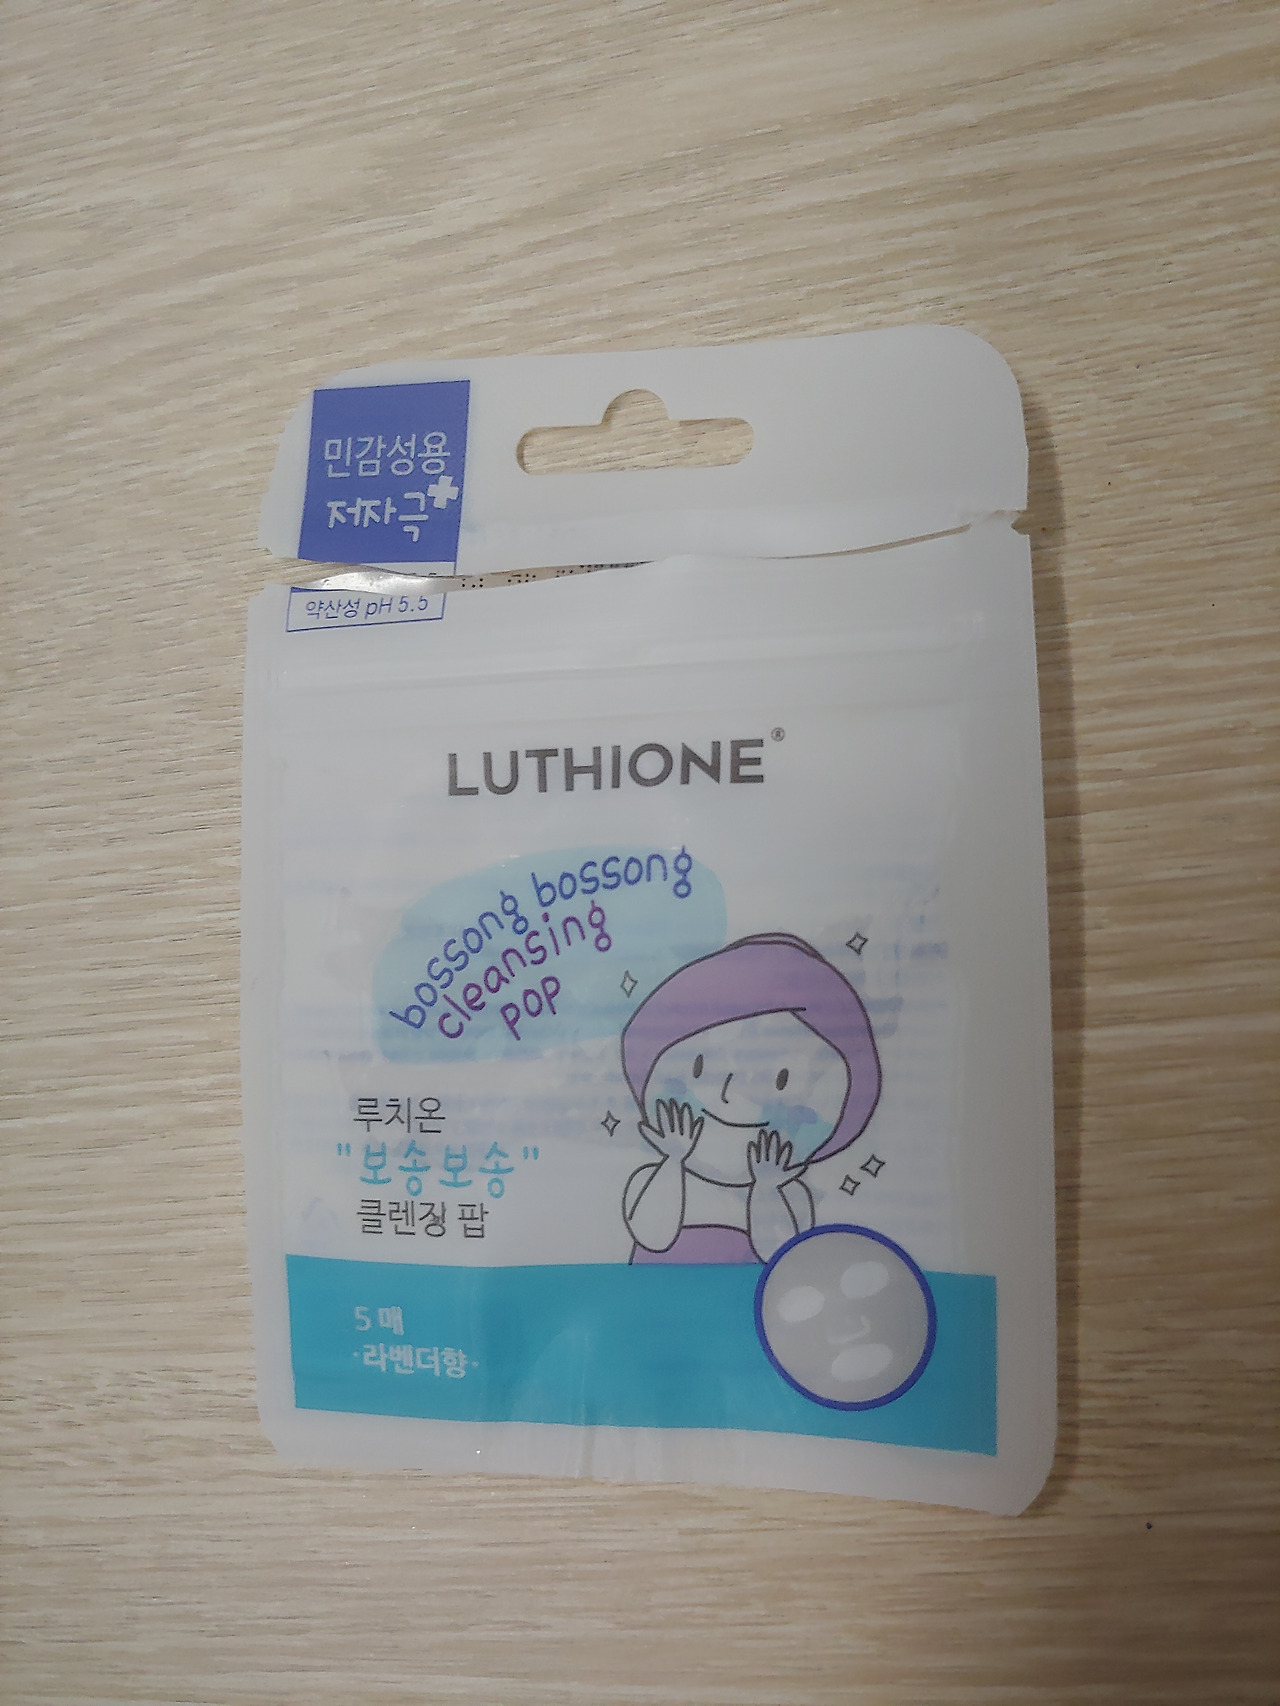 민감성용
저자극+
약산성 pH 5.5
LUTHIONE®
bossong bossong
cleansing
pop
루치온
"보송보송"
클렌징 팝
5매
·라벤더향·